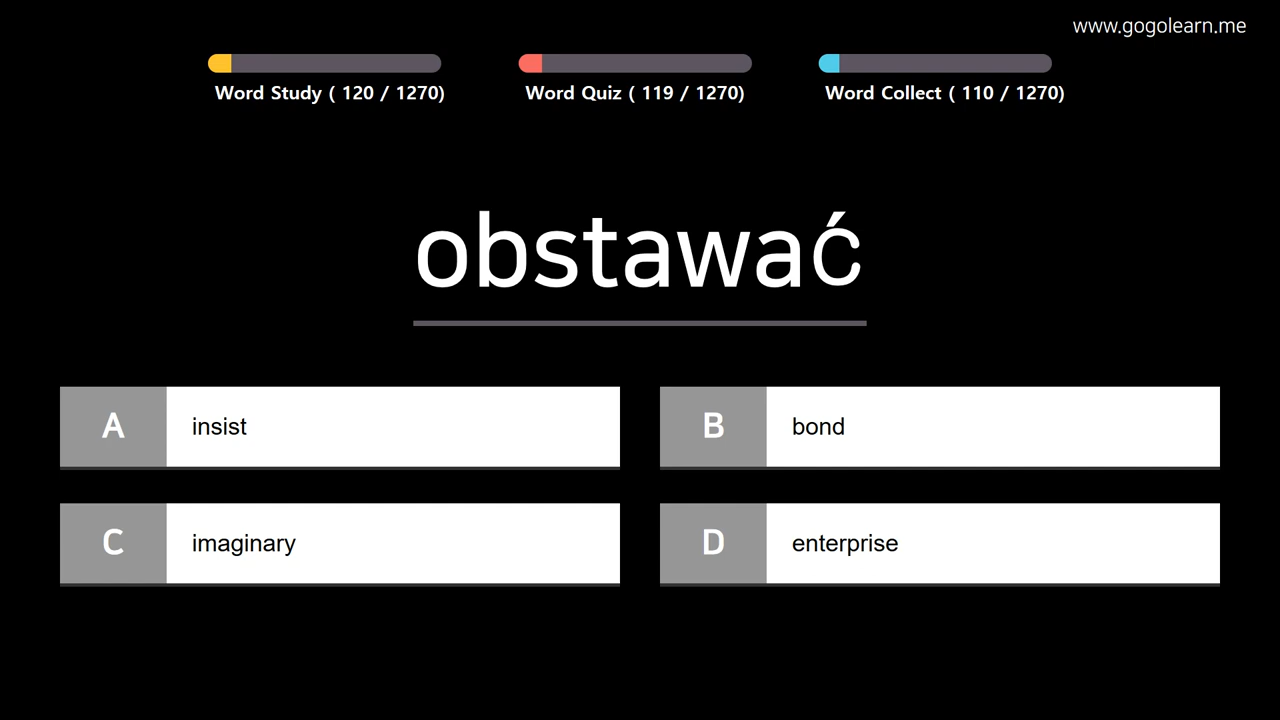 www.gogolearn.me
Word Study ( 120 / 1270)
Word Quiz ( 119 / 1270)
Word Collect ( 110 / 1270)
obstawać
A insist
B bond
C imaginary
D enterprise